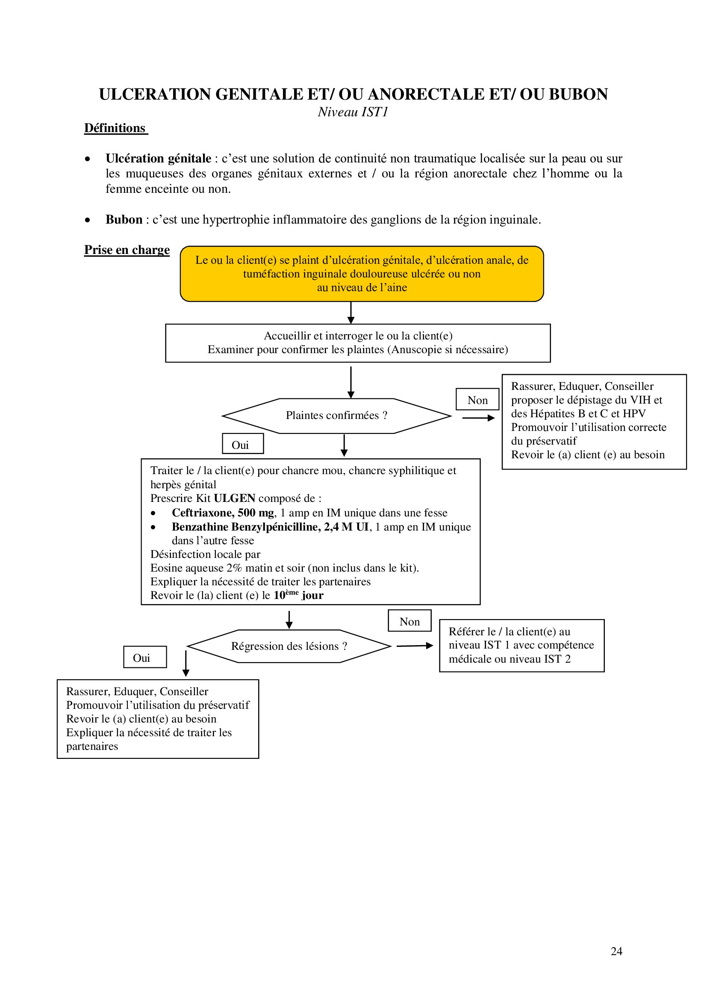 ULCERATION GENITALE ET/ OU ANORECTALE ET/ OU BUBON
Niveau IST1
Définitions
• Ulcération génitale : c’est une solution de continuité non traumatique localisée sur la peau ou sur
les muqueuses des organes génitaux externes et / ou la région anorectale chez l’homme ou la
femme enceinte ou non.
• Bubon : c’est une hypertrophie inflammatoire des ganglions de la région inguinale.
Prise en charge
Le ou la client(e) se plaint d’ulcération génitale, d’ulcération anale, de
tuméfaction inguinale douloureuse ulcérée ou non
au niveau de l’aine
Accueillir et interroger le ou la client(e)
Examiner pour confirmer les plaintes (Anuscopie si nécessaire)
Plaintes confirmées ?
Non
Rassurer, Eduquer, Conseiller
proposer le dépistage du VIH et
des Hépatites B et C et HPV
Promouvoir l’utilisation correcte
du préservatif
Revoir le (a) client (e) au besoin
Oui
Traiter le / la client(e) pour chancre mou, chancre syphilitique et
herpès génital
Prescrire Kit ULGEN composé de :
• Ceftriaxone, 500 mg, 1 amp en IM unique dans une fesse
• Benzathine Benzylpénicilline, 2,4 M UI, 1 amp en IM unique
dans l’autre fesse
Désinfection locale par
Eosine aqueuse 2% matin et soir (non inclus dans le kit).
Expliquer la nécessité de traiter les partenaires
Revoir le (la) client (e) le 10ème jour
Régression des lésions ?
Non
Référer le / la client(e) au
niveau IST 1 avec compétence
médicale ou niveau IST 2
Oui
Rassurer, Eduquer, Conseiller
Promouvoir l’utilisation du préservatif
Revoir le (a) client(e) au besoin
Expliquer la nécessité de traiter les
partenaires
24